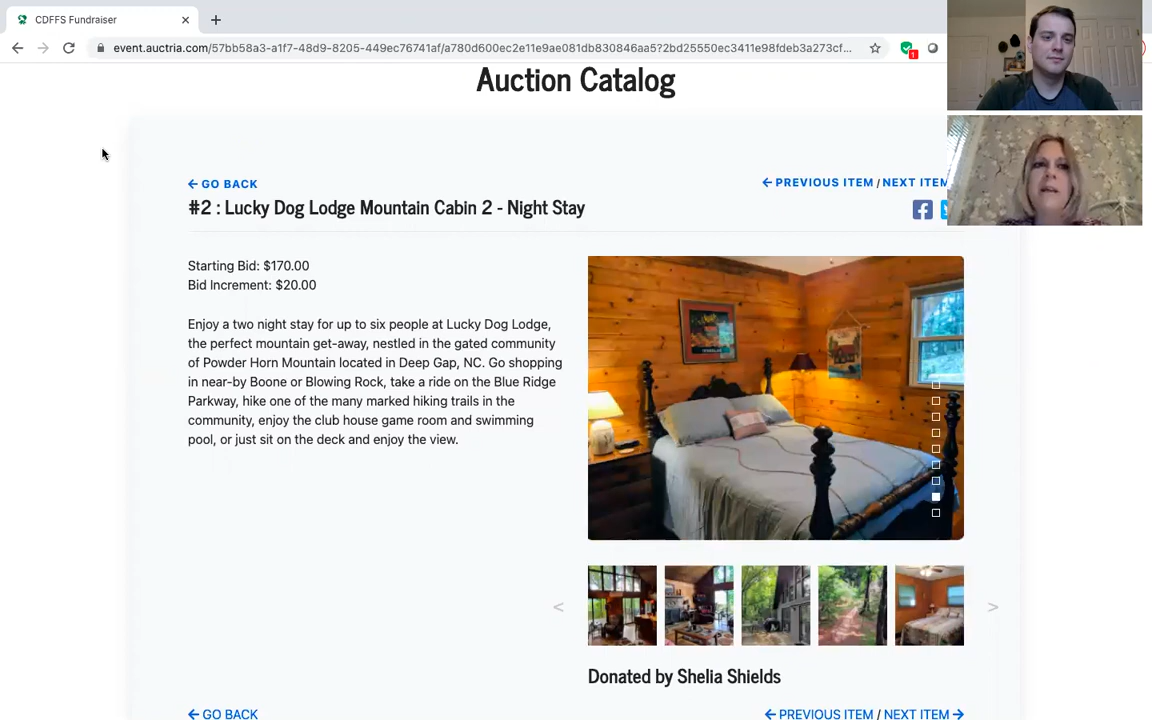 CDFFS Fundraiser
event.auctria.com/57bb58a3-a1f7-48d9-8205-449ec76741af/a780d600ec2e11e9ae081db830846aa5?2bd25550ec3411e98fdeb3a273cf...
1
Auction Catalog
← GO BACK
← PREVIOUS ITEM / NEXT ITEM
#2 : Lucky Dog Lodge Mountain Cabin 2 - Night Stay
Starting Bid: $170.00
Bid Increment: $20.00
Enjoy a two night stay for up to six people at Lucky Dog Lodge,
the perfect mountain get-away, nestled in the gated community
of Powder Horn Mountain located in Deep Gap, NC. Go shopping
in near-by Boone or Blowing Rock, take a ride on the Blue Ridge
Parkway, hike one of the many marked hiking trails in the
community, enjoy the club house game room and swimming
pool, or just sit on the deck and enjoy the view.
< >
Donated by Shelia Shields
← GO BACK
← PREVIOUS ITEM / NEXT ITEM →